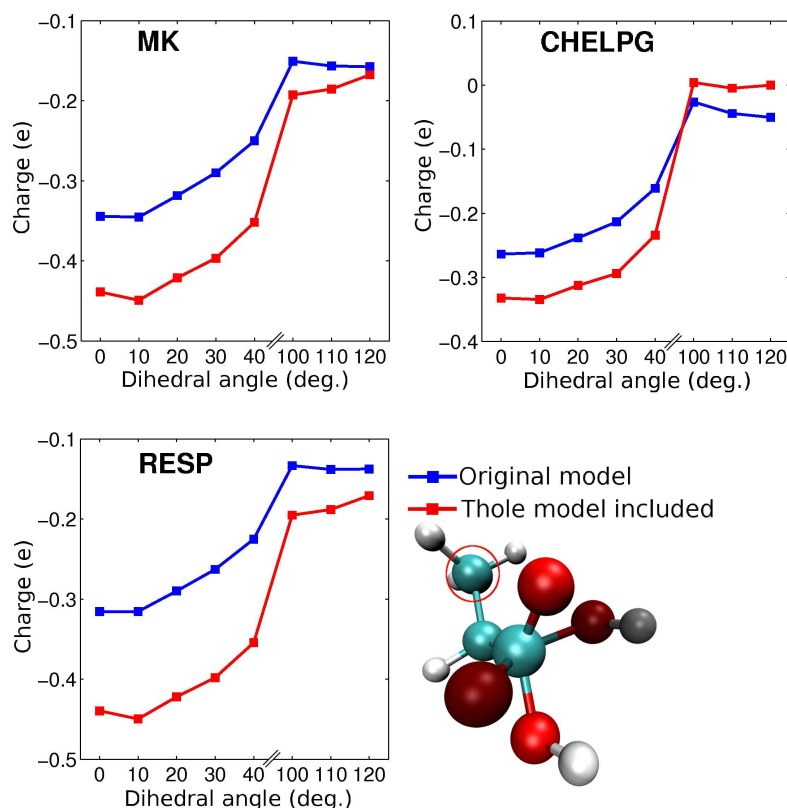 MK
Charge (e)
−0.1
−0.2
−0.3
−0.4
−0.5
0 10 20 30 40 100 110 120
Dihedral angle (deg.)
CHELPG
Charge (e)
0.1
0
−0.1
−0.2
−0.3
−0.4
0 10 20 30 40 100 110 120
Dihedral angle (deg.)
RESP
Charge (e)
−0.1
−0.2
−0.3
−0.4
−0.5
0 10 20 30 40 100 110 120
Dihedral angle (deg.)
Original model
Thole model included